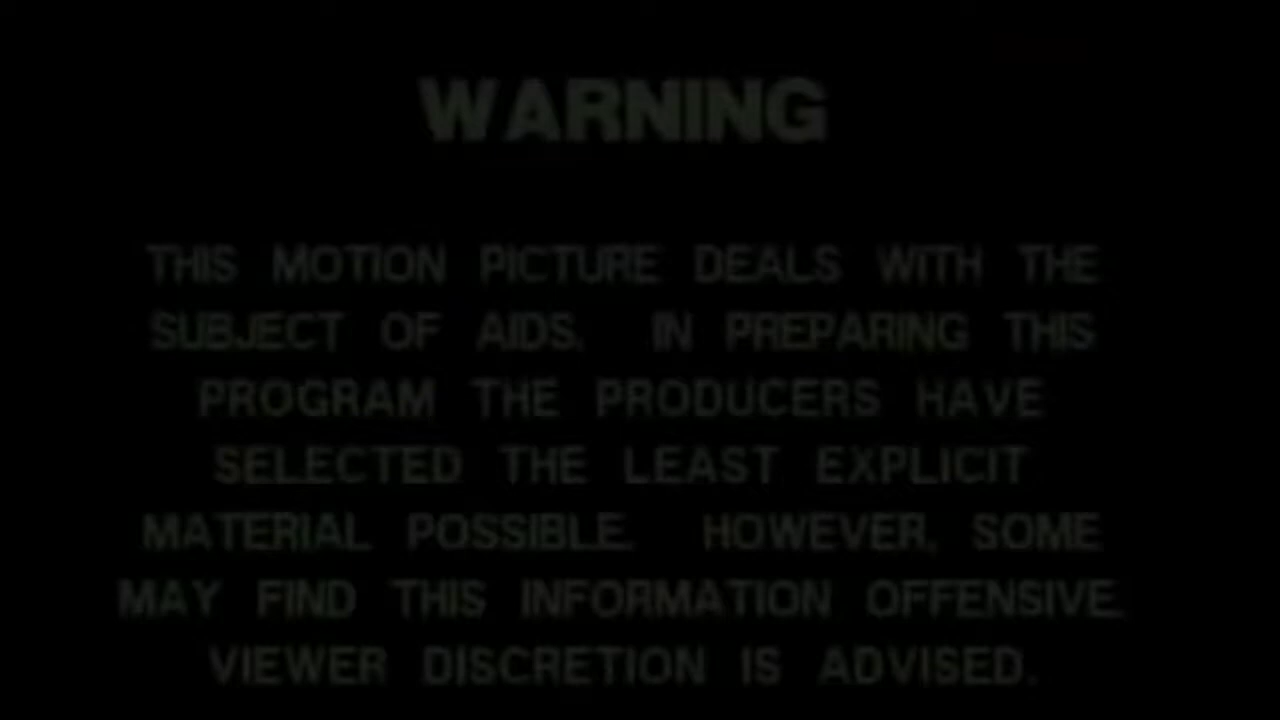 WARNING
THIS MOTION PICTURE DEALS WITH THE
SUBJECT OF AIDS. IN PREPARING THIS
PROGRAM THE PRODUCERS HAVE
SELECTED THE LEAST EXPLICIT
MATERIAL POSSIBLE. HOWEVER, SOME
MAY FIND THIS INFORMATION OFFENSIVE.
VIEWER DISCRETION IS ADVISED.